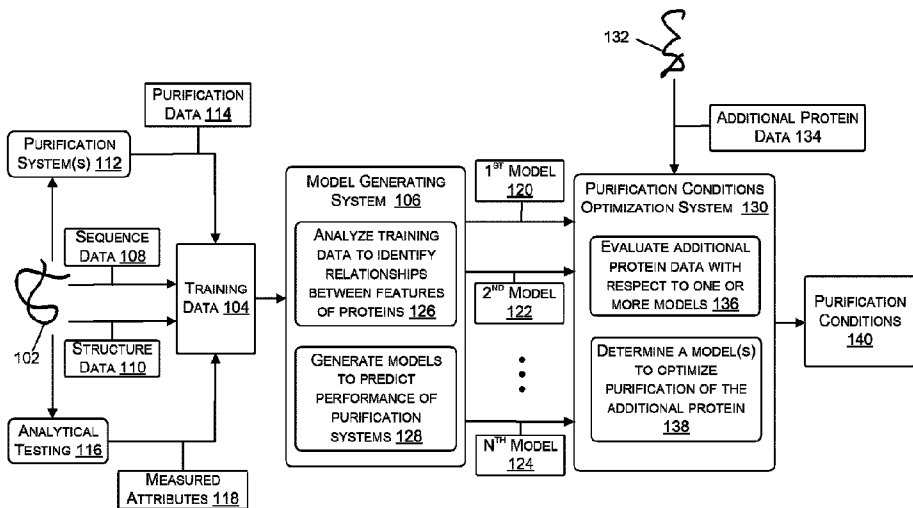 132
PURIFICATION
DATA 114
ADDITIONAL PROTEIN
DATA 134
PURIFICATION
SYSTEM(S) 112
SEQUENCE
DATA 108
102
STRUCTURE
DATA 110
TRAINING
DATA 104
ANALYTICAL
TESTING 116
MEASURED
ATTRIBUTES 118
MODEL GENERATING
SYSTEM 106
ANALYZE TRAINING
DATA TO IDENTIFY
RELATIONSHIPS
BETWEEN FEATURES
OF PROTEINS 126
GENERATE MODELS
TO PREDICT
PERFORMANCE OF
PURIFICATION
SYSTEMS 128
1ST MODEL
120
2ND MODEL
122
NTH MODEL
124
PURIFICATION CONDITIONS
OPTIMIZATION SYSTEM 130
EVALUATE ADDITIONAL
PROTEIN DATA WITH
RESPECT TO ONE OR
MORE MODELS 136
DETERMINE A MODEL(S)
TO OPTIMIZE
PURIFICATION OF THE
ADDITIONAL PROTEIN
138
PURIFICATION
CONDITIONS
140